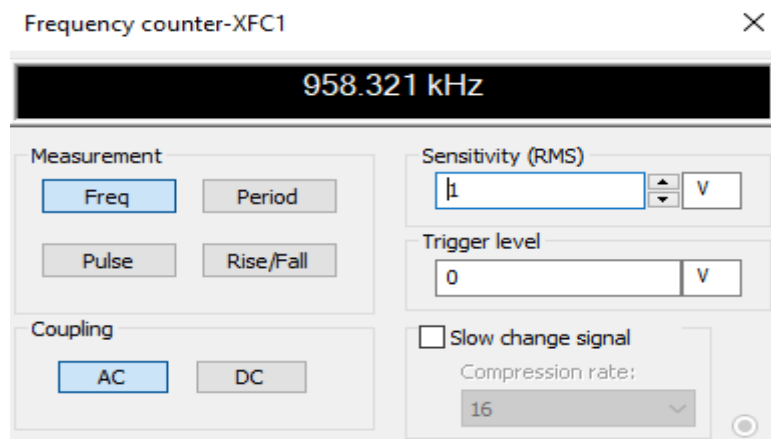 Frequency counter-XFC1
958.321 kHz
Measurement
Freq Period
Pulse Rise/Fall
Coupling
AC DC
Sensitivity (RMS)
1 V
Trigger level
0 V
Slow change signal
Compression rate:
16